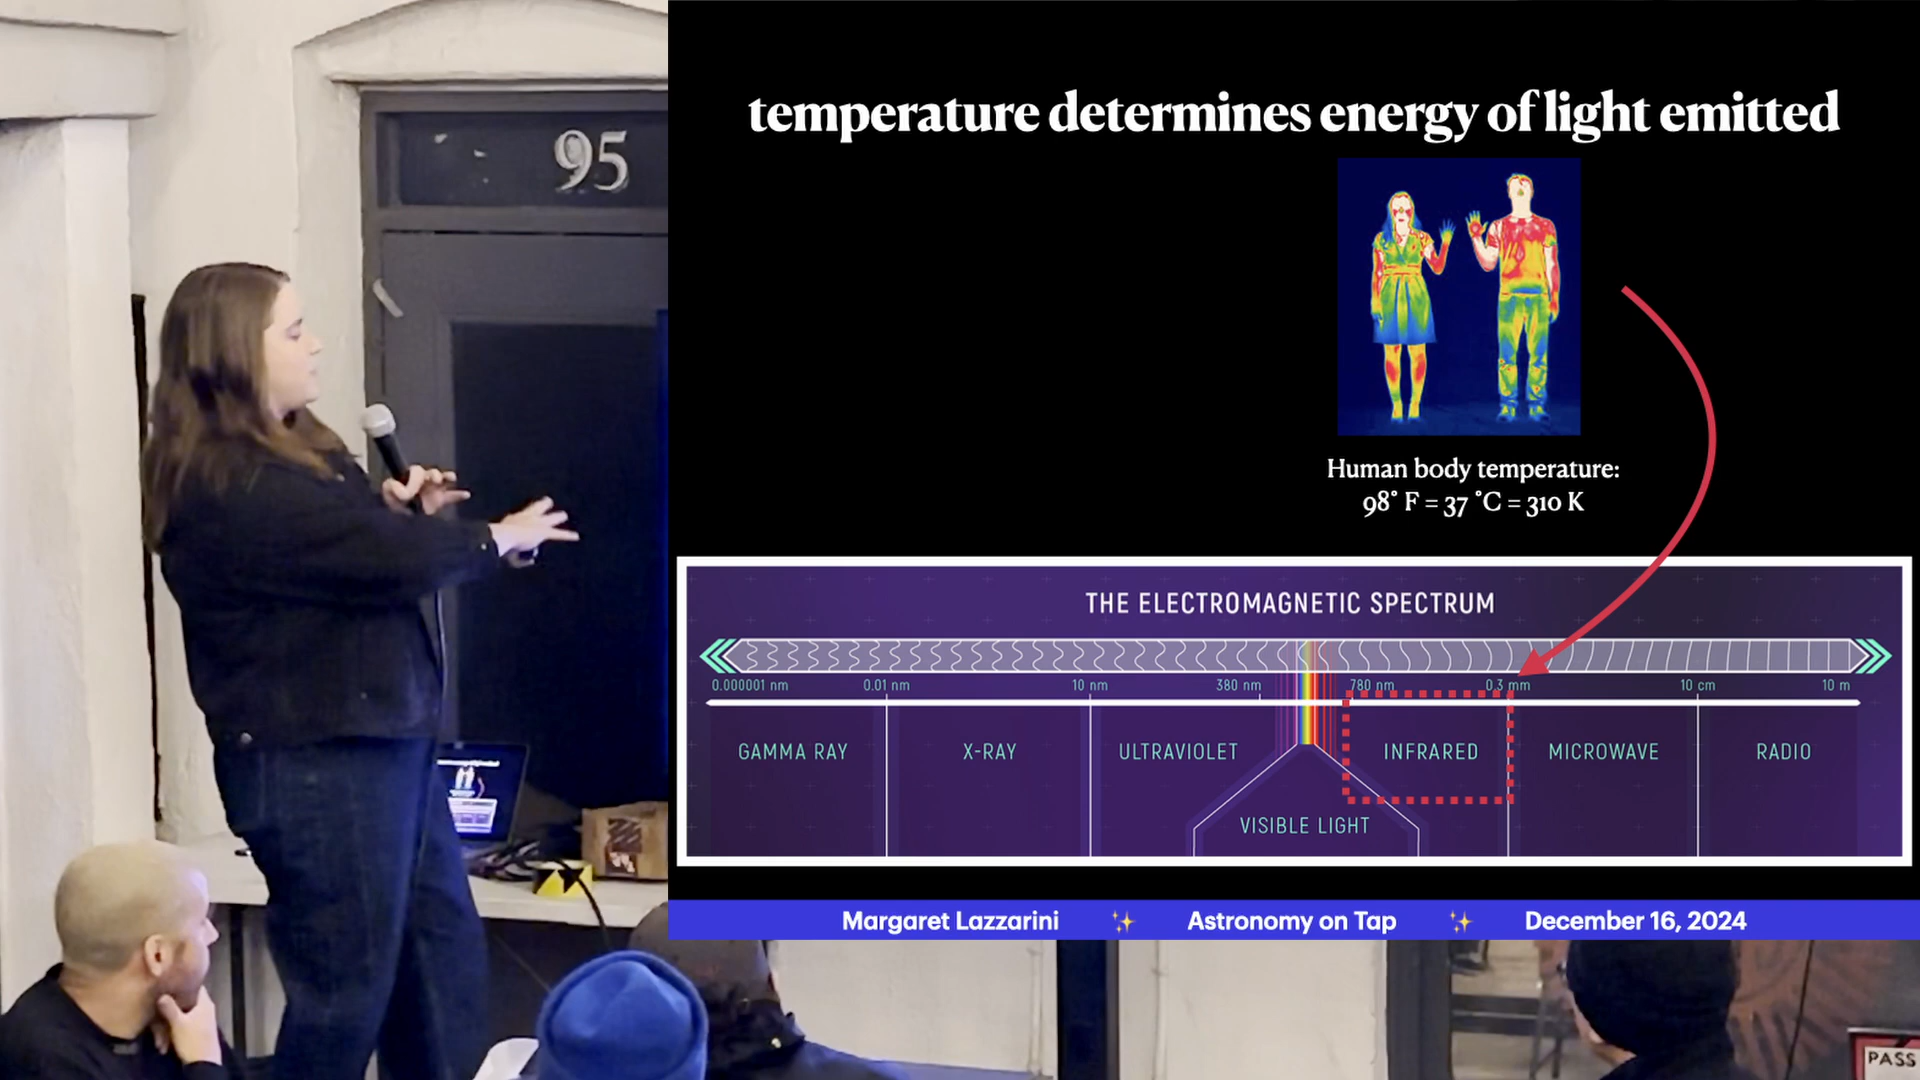 95
temperature determines energy of light emitted
Human body temperature:
98° F = 37 °C = 310 K
THE ELECTROMAGNETIC SPECTRUM
0.000001 nm 0.01 nm 10 nm 380 nm 780 nm 0.3 mm 10 cm 10 m
GAMMA RAY X-RAY ULTRAVIOLET INFRARED MICROWAVE RADIO
VISIBLE LIGHT
Margaret Lazzarini ✨ Astronomy on Tap ✨ December 16, 2024
PASS